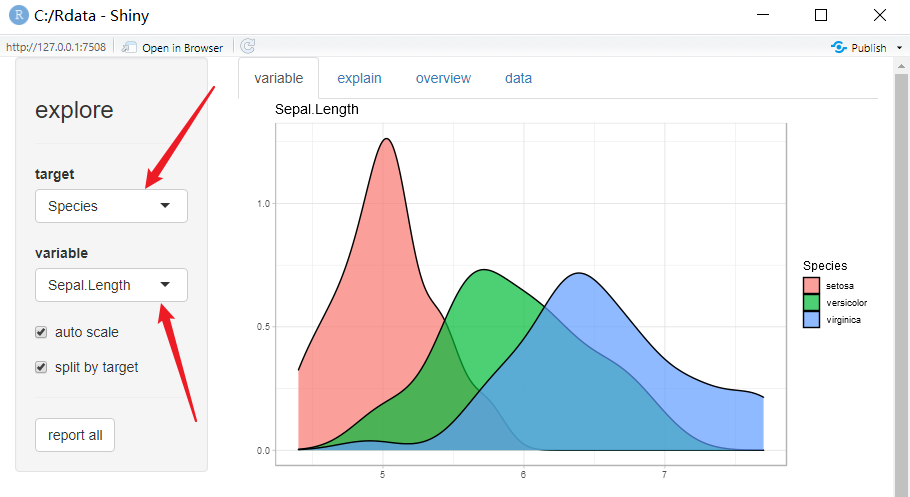 C:/Rdata - Shiny
http://127.0.0.1:7508 Open in Browser Publish
explore
target
Species
variable
Sepal.Length
auto scale
split by target
report all
variable explain overview data
Sepal.Length
1.0
0.5
0.0
5 6 7
Species
setosa
versicolor
virginica